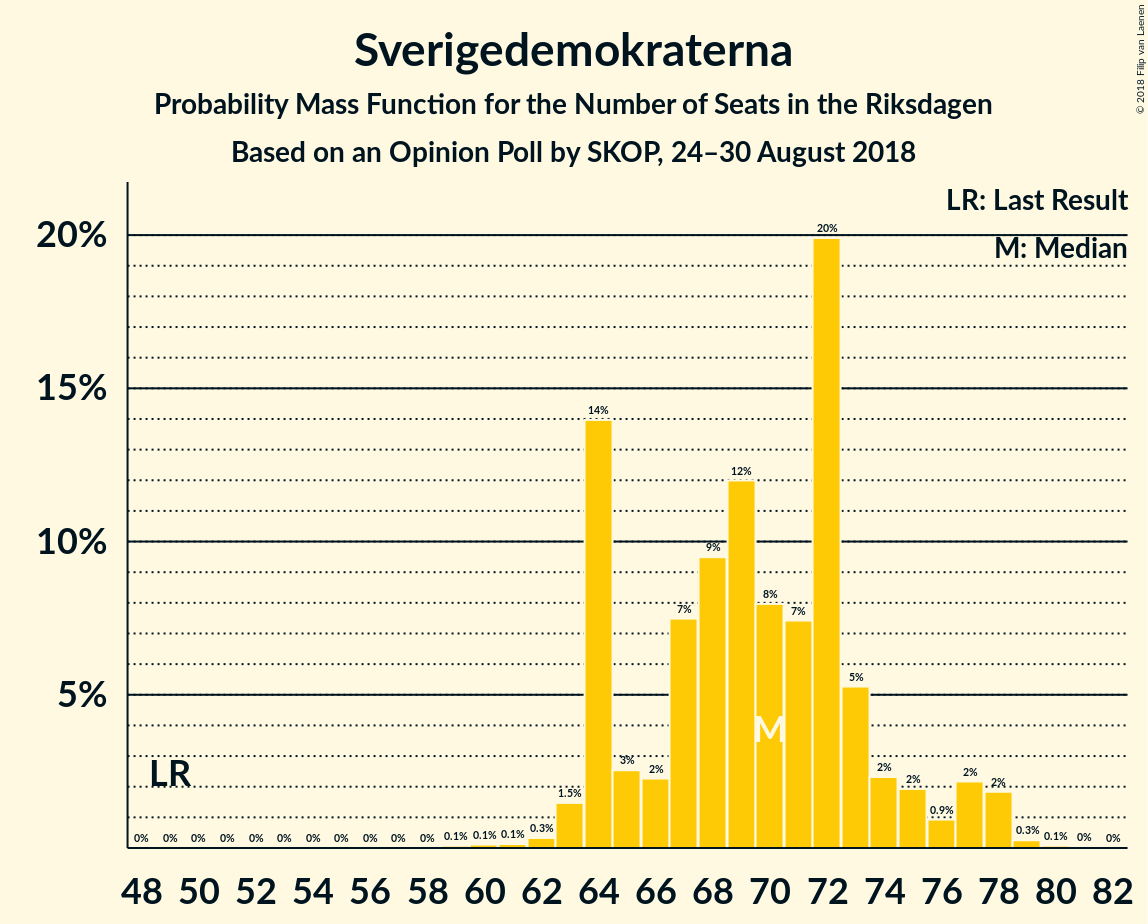 Sverigedemokraterna
Probability Mass Function for the Number of Seats in the Riksdagen
Based on an Opinion Poll by SKOP, 24–30 August 2018
© 2018 Filip van Laenen
LR: Last Result
M: Median
20%
15%
10%
5%
LR
M
0% 0% 0% 0% 0% 0% 0% 0% 0% 0% 0% 0.1% 0.1% 0.1% 0.3% 1.5% 14% 3% 2% 7% 9% 12% 8% 7% 20% 5% 2% 2% 0.9% 2% 2% 0.3% 0.1% 0% 0%
48 50 52 54 56 58 60 62 64 66 68 70 72 74 76 78 80 82